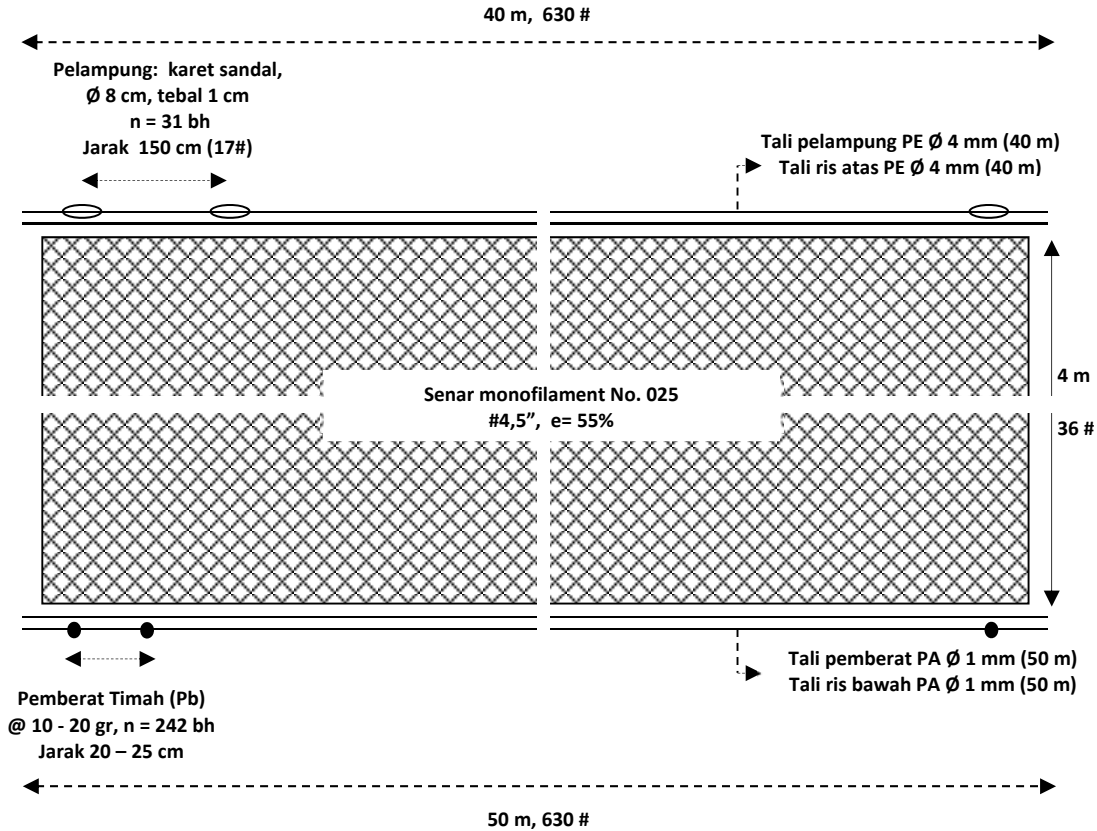 40 m, 630 #
Pelampung: karet sandal,
Ø 8 cm, tebal 1 cm
n = 31 bh
Jarak 150 cm (17#)
Tali pelampung PE Ø 4 mm (40 m)
Tali ris atas PE Ø 4 mm (40 m)
Senar monofilament No. 025
#4,5”, e= 55%
4 m
36 #
Tali pemberat PA Ø 1 mm (50 m)
Tali ris bawah PA Ø 1 mm (50 m)
Pemberat Timah (Pb)
@ 10 - 20 gr, n = 242 bh
Jarak 20 – 25 cm
50 m, 630 #